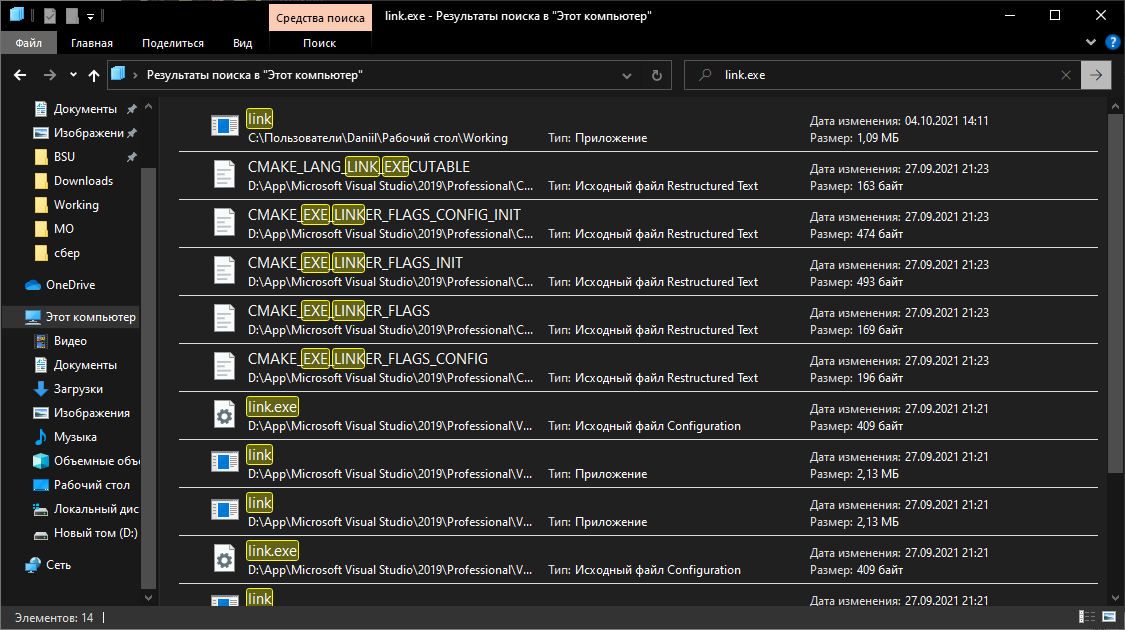 Средства поиска
link.exe - Результаты поиска в "Этот компьютер"
Файл
Главная
Поделиться
Вид
Поиск
Результаты поиска в "Этот компьютер"
link.exe
Документы
Изображени
BSU
Downloads
Working
МО
сбер
OneDrive
Этот компьютер
Видео
Документы
Загрузки
Изображения
Музыка
Объемные объ
Рабочий стол
Локальный дис
Новый том (D:)
Сеть
link
C:\Пользователи\Daniil\Рабочий стол\Working
Тип: Приложение
Дата изменения: 04.10.2021 14:11
Размер: 1,09 МБ
CMAKE_LANG_LINK_EXECUTABLE
D:\App\Microsoft Visual Studio\2019\Professional\C...
Тип: Исходный файл Restructured Text
Дата изменения: 27.09.2021 21:23
Размер: 163 байт
CMAKE_EXE_LINKER_FLAGS_CONFIG_INIT
D:\App\Microsoft Visual Studio\2019\Professional\C...
Тип: Исходный файл Restructured Text
Дата изменения: 27.09.2021 21:23
Размер: 474 байт
CMAKE_EXE_LINKER_FLAGS_INIT
D:\App\Microsoft Visual Studio\2019\Professional\C...
Тип: Исходный файл Restructured Text
Дата изменения: 27.09.2021 21:23
Размер: 493 байт
CMAKE_EXE_LINKER_FLAGS
D:\App\Microsoft Visual Studio\2019\Professional\C...
Тип: Исходный файл Restructured Text
Дата изменения: 27.09.2021 21:23
Размер: 169 байт
CMAKE_EXE_LINKER_FLAGS_CONFIG
D:\App\Microsoft Visual Studio\2019\Professional\C...
Тип: Исходный файл Restructured Text
Дата изменения: 27.09.2021 21:23
Размер: 196 байт
link.exe
D:\App\Microsoft Visual Studio\2019\Professional\V...
Тип: Исходный файл Configuration
Дата изменения: 27.09.2021 21:21
Размер: 409 байт
link
D:\App\Microsoft Visual Studio\2019\Professional\V...
Тип: Приложение
Дата изменения: 27.09.2021 21:21
Размер: 2,13 МБ
link
D:\App\Microsoft Visual Studio\2019\Professional\V...
Тип: Приложение
Дата изменения: 27.09.2021 21:21
Размер: 2,13 МБ
link.exe
D:\App\Microsoft Visual Studio\2019\Professional\V...
Тип: Исходный файл Configuration
Дата изменения: 27.09.2021 21:21
Размер: 409 байт
link
Дата изменения: 27.09.2021 21:21
Элементов: 14